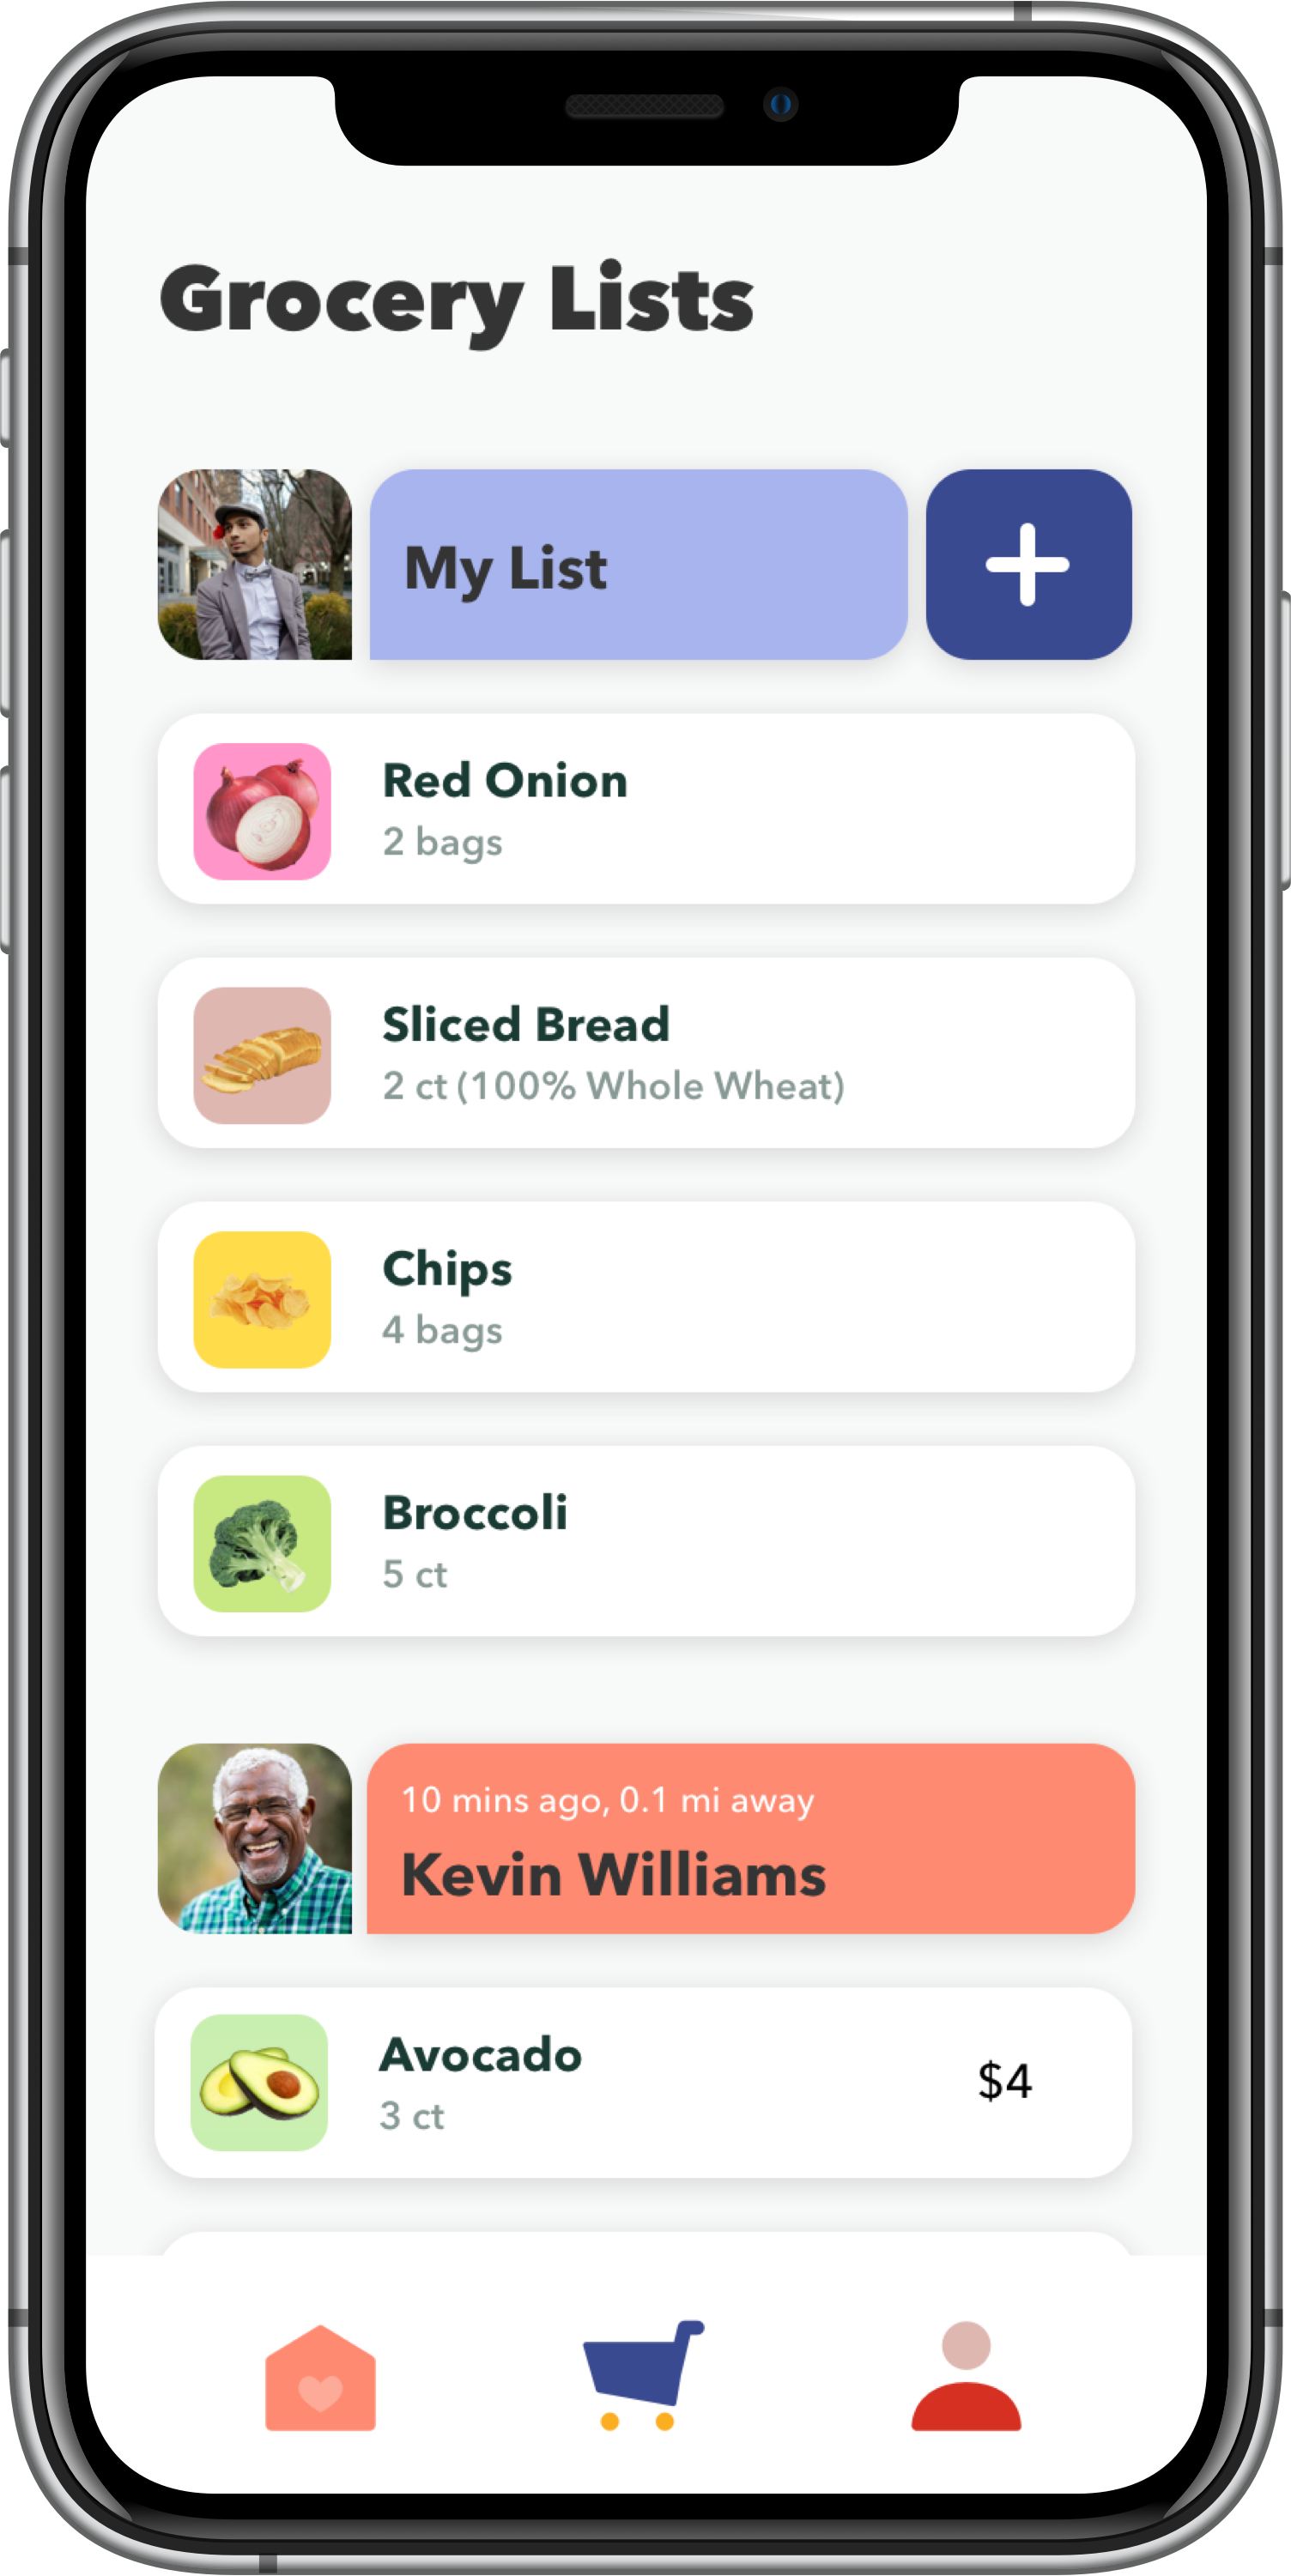 Grocery Lists
My List
Red Onion
2 bags
Sliced Bread
2 ct (100% Whole Wheat)
Chips
4 bags
Broccoli
5 ct
10 mins ago, 0.1 mi away
Kevin Williams
Avocado
3 ct
$4